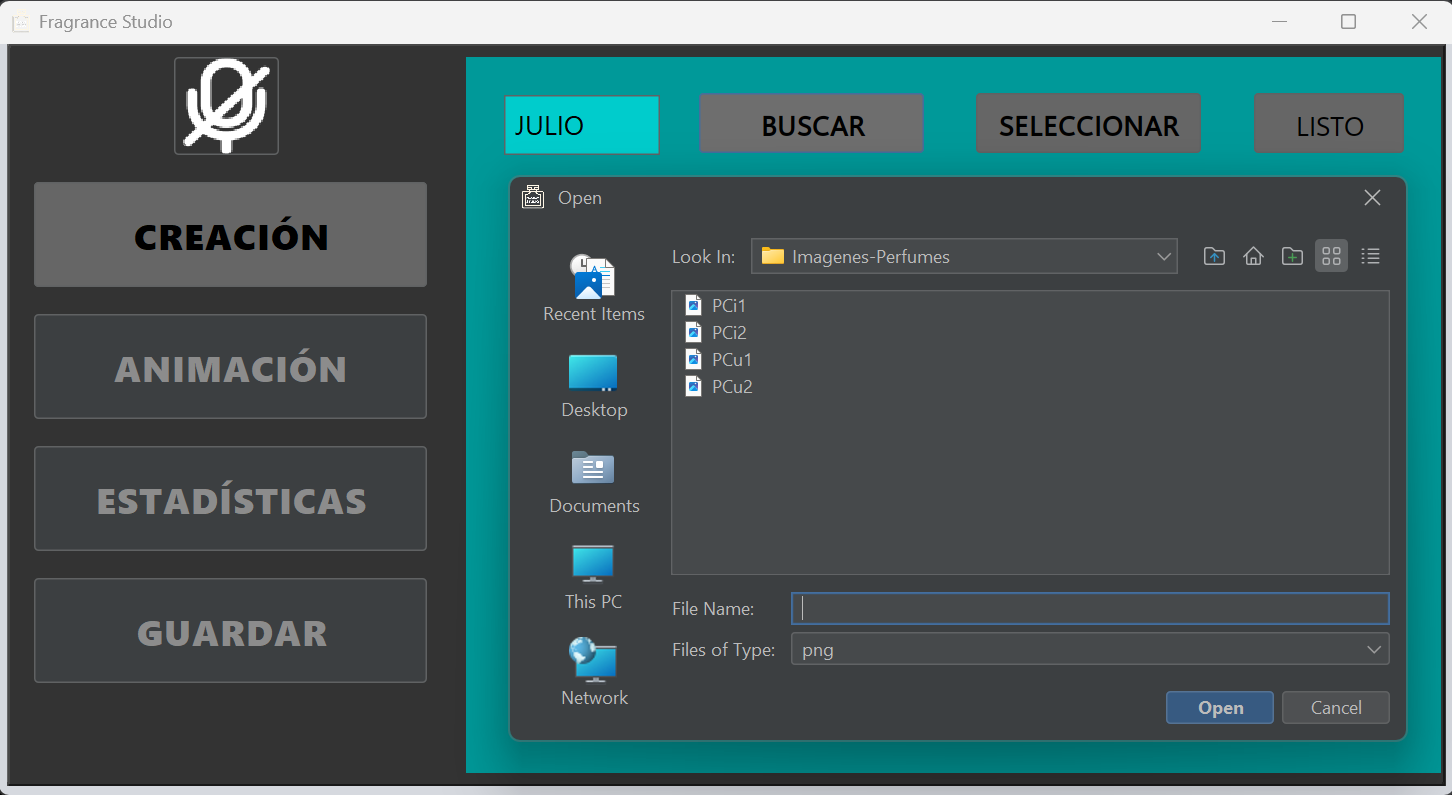 Fragrance Studio
JULIO
BUSCAR
SELECCIONAR
LISTO
CREACIÓN
ANIMACIÓN
ESTADÍSTICAS
GUARDAR
Open
Look In:
Imagenes-Perfumes
Recent Items
Desktop
Documents
This PC
Network
PCi1
PCi2
PCu1
PCu2
File Name:
Files of Type:
png
Open
Cancel